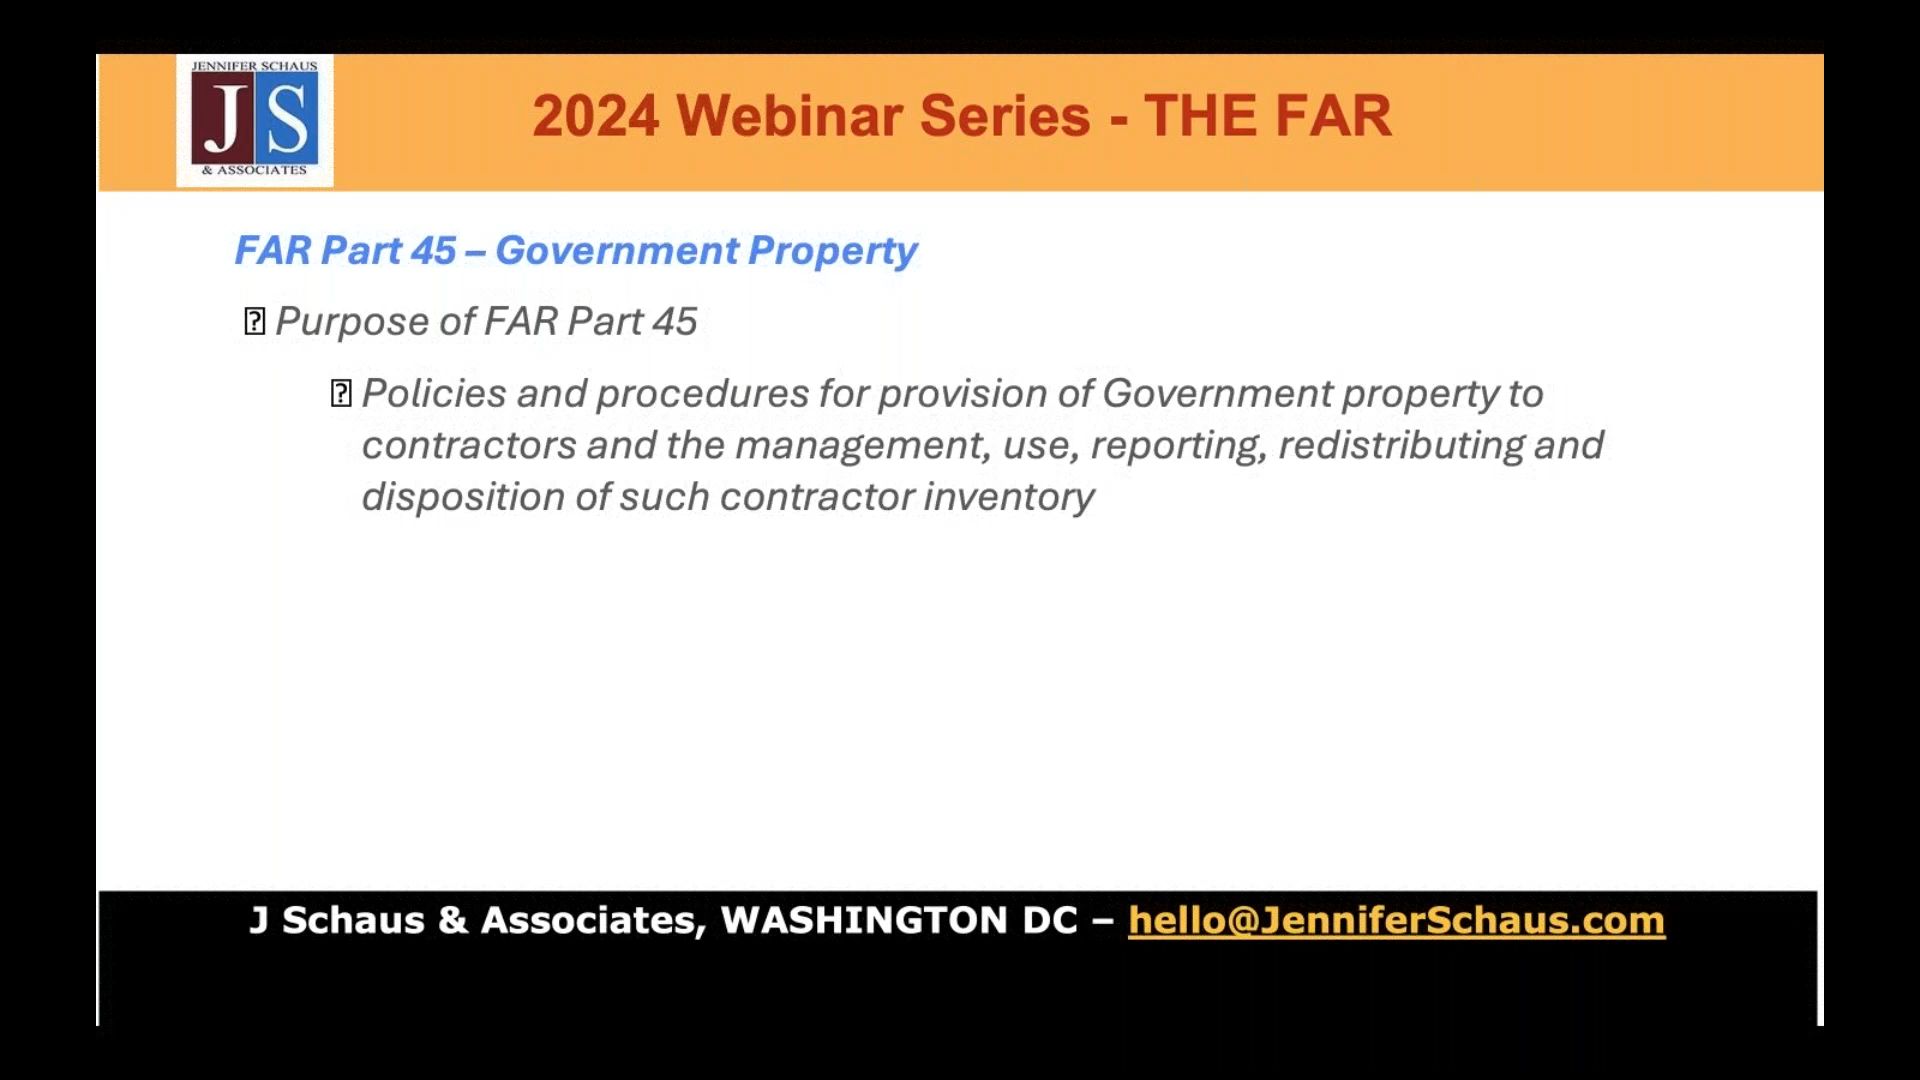 JENNIFER SCHAUS
JS
& ASSOCIATES
2024 Webinar Series - THE FAR
FAR Part 45 – Government Property
Purpose of FAR Part 45
Policies and procedures for provision of Government property to
contractors and the management, use, reporting, redistributing and
disposition of such contractor inventory
J Schaus & Associates, WASHINGTON DC – hello@JenniferSchaus.com